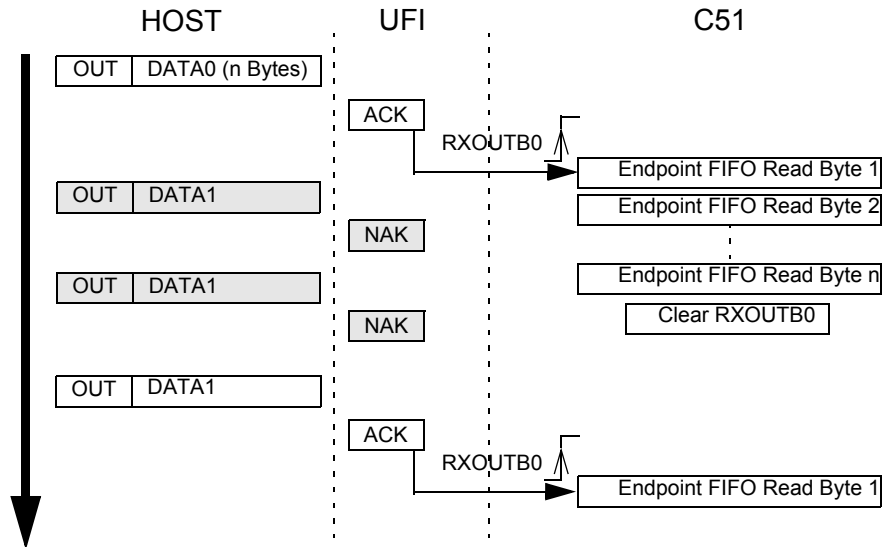 HOST UFI C51
OUT DATA0 (n Bytes)
ACK
RXOUTB0
Endpoint FIFO Read Byte 1
OUT DATA1
Endpoint FIFO Read Byte 2
NAK
OUT DATA1
Endpoint FIFO Read Byte n
NAK
Clear RXOUTB0
OUT DATA1
ACK
RXOUTB0
Endpoint FIFO Read Byte 1